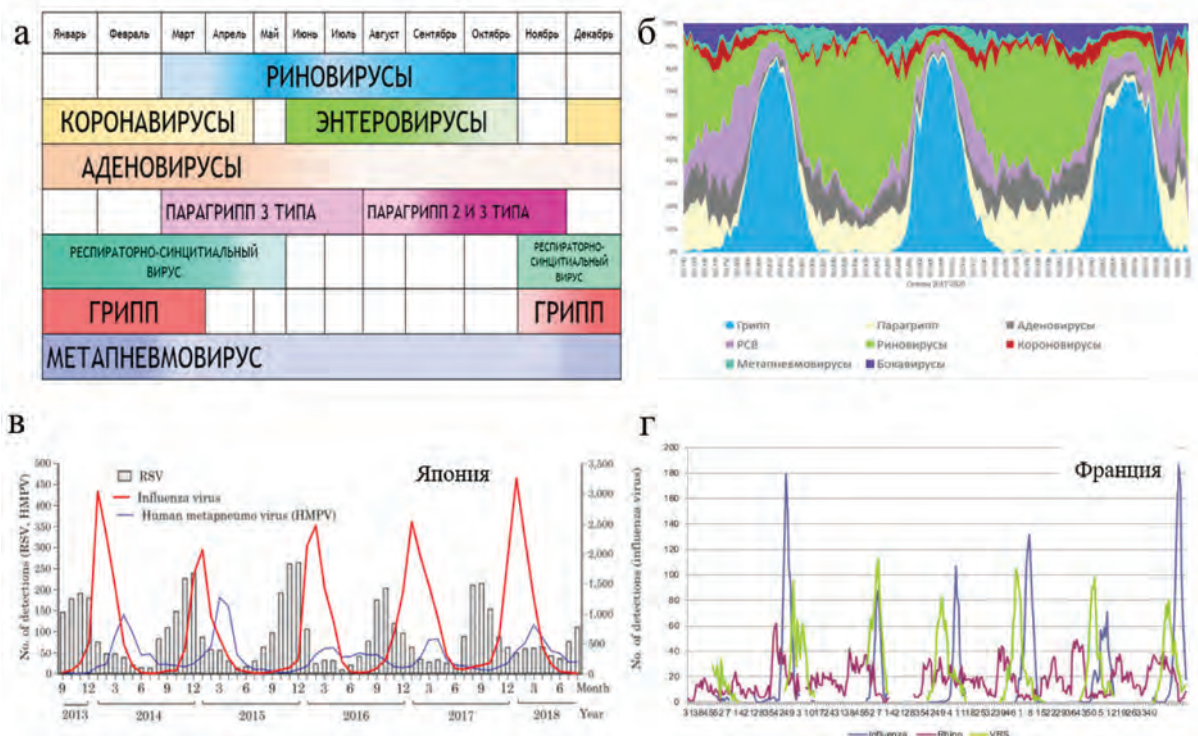 а
Январь Февраль Март Апрель Май Июнь Июль Август Сентябрь Октябрь Ноябрь Декабрь
РИНОВИРУСЫ
КОРОНАВИРУСЫ ЭНТЕРОВИРУСЫ
АДЕНОВИРУСЫ
ПАРАГРИПП 3 ТИПА ПАРАГРИПП 2 И 3 ТИПА
РЕСПИРАТОРНО-СИНЦИТИАЛЬНЫЙ
ВИРУС
РЕСПИРАТОРНО-
СИНЦИТИАЛЬНЫЙ
ВИРУС
ГРИПП ГРИПП
МЕТАПНЕВМОВИРУС
б
Грипп Парагрипп Аденовирусы
РСВ Риновирусы Короновирусы
Метапневмовирусы Бокавирусы
в
Япония
RSV
Influenza virus
Human metapneumo virus (HMPV)
No. of detections (RSV, HMPV)
500
450
400
350
300
250
200
150
100
50
0
3,500
3,000
2,500
2,000
1,500
1,000
500
0
No. of detections (influenza virus)
9 12 3 6 9 12 3 6 9 12 3 6 9 12 3 6 9 12 3 6 Month
2013 2014 2015 2016 2017 2018 Year
г
Франция
200
180
160
140
120
100
80
60
40
20
0
Influenza Rhino VRS